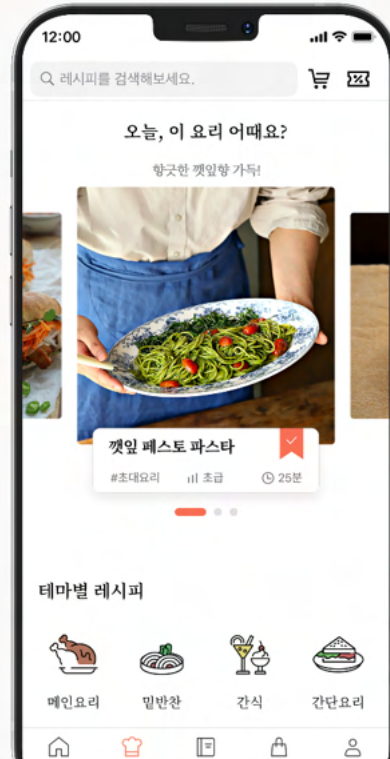 12:00
레시피를 검색해보세요.
오늘, 이 요리 어때요?
향긋한 깻잎향 가득!
깻잎 페스토 파스타
#초대요리 초급 25분
테마별 레시피
메인요리 밑반찬 간식 간단요리